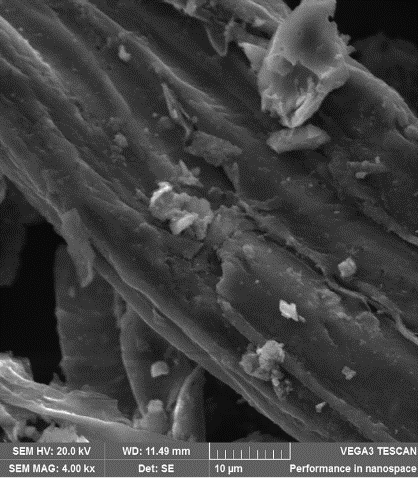 SEM HV: 20.0 kV WD: 11.49 mm VEGA3 TESCAN
SEM MAG: 4.00 kx Det: SE 10 µm Performance in nanospace